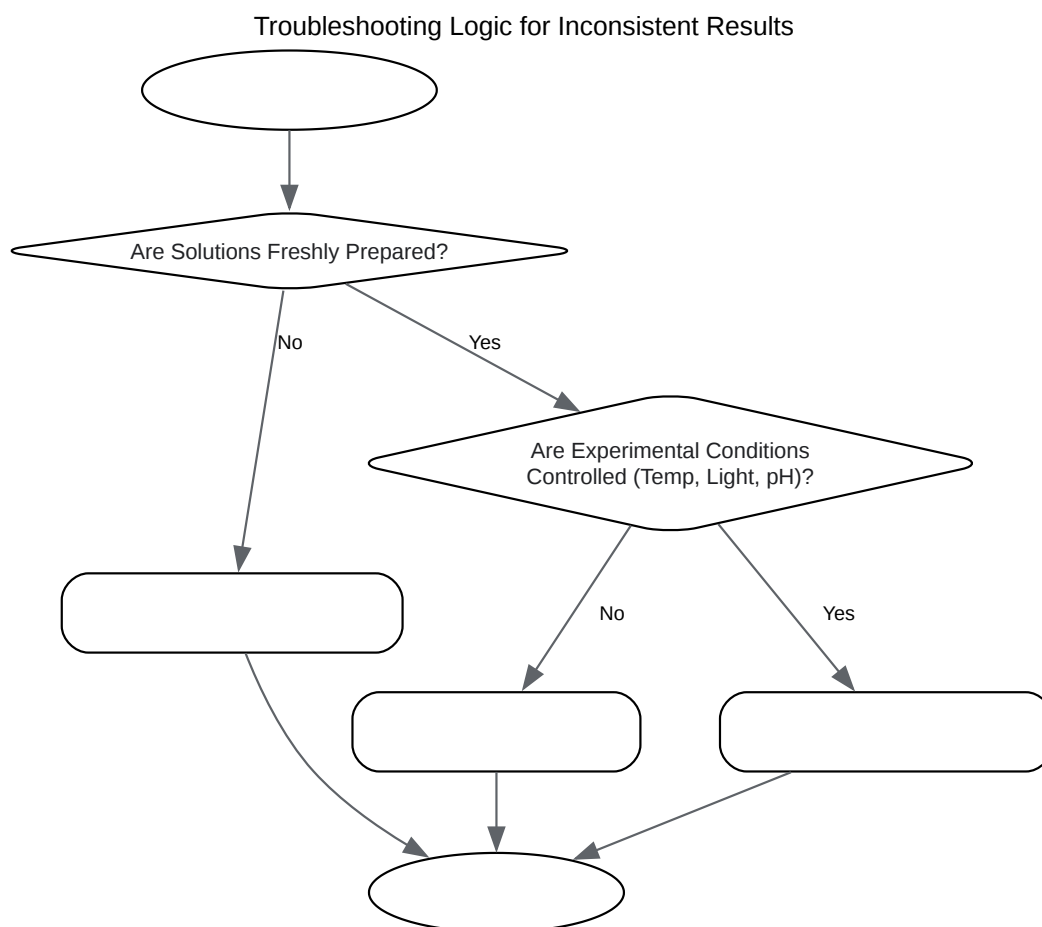 Troubleshooting Logic for Inconsistent Results
Are Solutions Freshly Prepared?
No
Yes
Are Experimental Conditions
Controlled (Temp, Light, pH)?
No
Yes